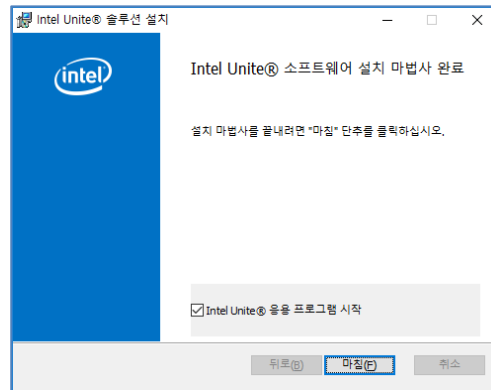 Intel Unite® 솔루션 설치
intel
Intel Unite® 소프트웨어 설치 마법사 완료
설치 마법사를 끝내려면 "마침" 단추를 클릭하십시오.
Intel Unite® 응용 프로그램 시작
뒤로(B) 마침(F) 취소